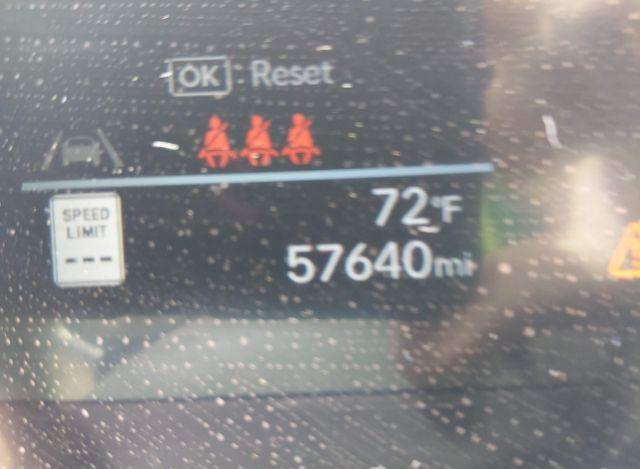 OK Reset
SPEED
LIMIT
---
72°F
57640mi